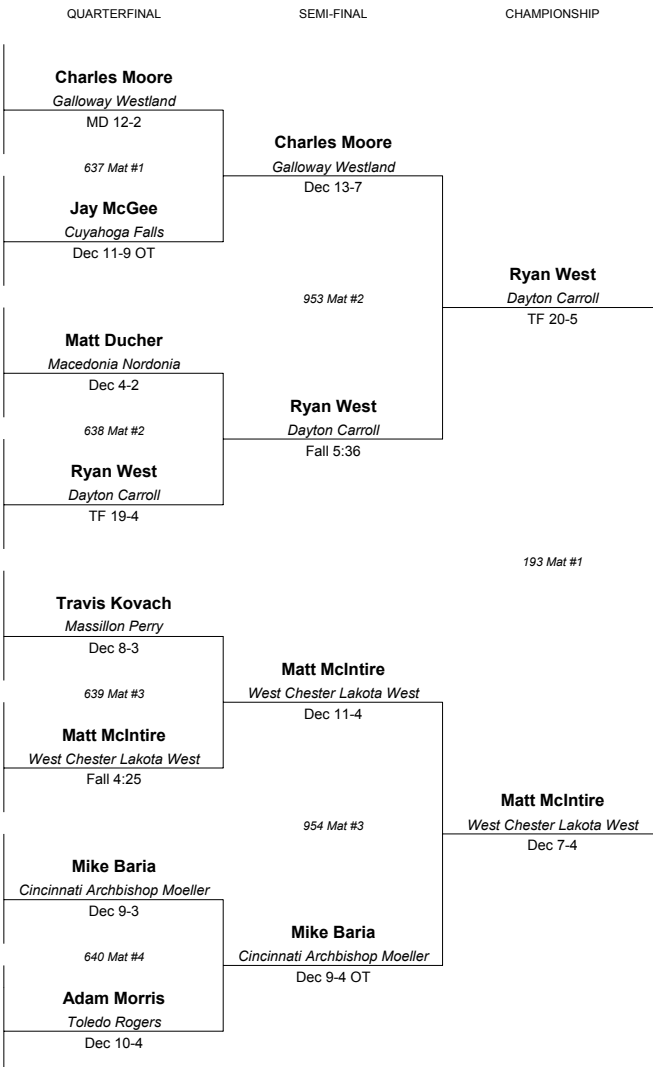 QUARTERFINAL SEMI-FINAL CHAMPIONSHIP
Charles Moore
Galloway Westland
MD 12-2
637 Mat #1
Jay McGee
Cuyahoga Falls
Dec 11-9 OT
Charles Moore
Galloway Westland
Dec 13-7
Matt Ducher
Macedonia Nordonia
Dec 4-2
638 Mat #2
Ryan West
Dayton Carroll
TF 19-4
953 Mat #2
Ryan West
Dayton Carroll
Fall 5:36
Ryan West
Dayton Carroll
TF 20-5
193 Mat #1
Travis Kovach
Massillon Perry
Dec 8-3
639 Mat #3
Matt McIntire
West Chester Lakota West
Fall 4:25
Matt McIntire
West Chester Lakota West
Dec 11-4
Mike Baria
Cincinnati Archbishop Moeller
Dec 9-3
640 Mat #4
Adam Morris
Toledo Rogers
Dec 10-4
954 Mat #3
Mike Baria
Cincinnati Archbishop Moeller
Dec 9-4 OT
Matt McIntire
West Chester Lakota West
Dec 7-4